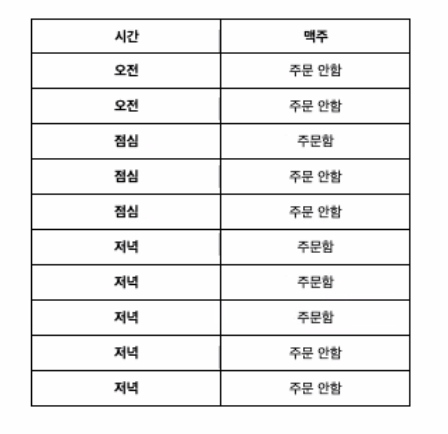 시간 맥주
오전 주문 안함
오전 주문 안함
점심 주문함
점심 주문 안함
점심 주문 안함
저녁 주문함
저녁 주문함
저녁 주문함
저녁 주문 안함
저녁 주문 안함